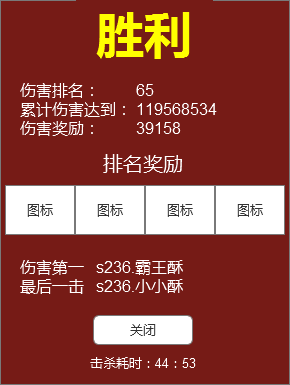 胜利
伤害排名： 65
累计伤害达到： 119568534
伤害奖励： 39158
排名奖励
图标 图标 图标 图标
伤害第一 s236.霸王酥
最后一击 s236.小小酥
关闭
击杀耗时：44：53